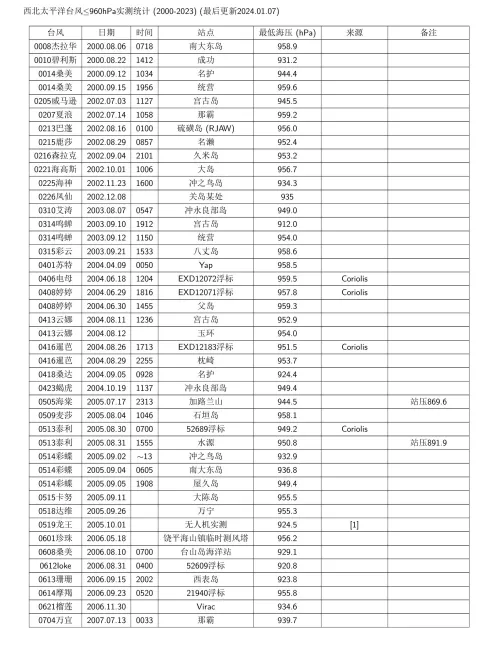 西北太平洋台风≤960hPa实测统计 (2000-2023) (最后更新2024.01.07)
台风 日期 时间 站点 最低海压 (hPa) 来源 备注
0008杰拉华 2000.08.06 0718 南大东岛 958.9
0010碧利斯 2000.08.22 1412 成功 931.2
0014桑美 2000.09.12 1034 名护 944.4
0014桑美 2000.09.15 1956 统营 959.6
0205威马逊 2002.07.03 1127 宫古岛 945.5
0207夏浪 2002.07.14 1058 那霸 959.2
0213巴蓬 2002.08.16 0100 硫磺岛 (RJAW) 956.0
0215鹿莎 2002.08.29 0857 名濑 952.4
0216森拉克 2002.09.04 2101 久米岛 953.2
0221海高斯 2002.10.01 1006 大岛 956.7
0225海神 2002.11.23 1600 冲之鸟岛 934.3
0226凤仙 2002.12.08 关岛某处 935
0310艾涛 2003.08.07 0547 冲永良部岛 949.0
0314鸣蝉 2003.09.10 1912 宫古岛 912.0
0314鸣蝉 2003.09.12 1150 统营 954.0
0315彩云 2003.09.21 1533 八丈岛 958.6
0401苏特 2004.04.09 0050 Yap 958.5
0406电母 2004.06.18 1204 EXD12072浮标 959.5 Coriolis
0408婷婷 2004.06.29 1816 EXD12071浮标 957.8 Coriolis
0408婷婷 2004.06.30 1455 父岛 959.3
0413云娜 2004.08.11 1236 宫古岛 952.9
0413云娜 2004.08.12 玉环 954.0
0416暹芭 2004.08.26 1713 EXD12183浮标 951.5 Coriolis
0416暹芭 2004.08.29 2255 枕崎 953.7
0418桑达 2004.09.05 0928 名护 924.4
0423蝎虎 2004.10.19 1137 冲永良部岛 949.4
0505海棠 2005.07.17 2313 加路兰山 944.5 站压869.6
0509麦莎 2005.08.04 1046 石垣岛 958.1
0513泰利 2005.08.30 0700 52689浮标 949.2 Coriolis
0513泰利 2005.08.31 1555 水源 950.8 站压891.9
0514彩蝶 2005.09.02 ~13 冲之鸟岛 932.9
0514彩蝶 2005.09.04 0605 南大东岛 936.8
0514彩蝶 2005.09.05 1908 屋久岛 949.4
0515卡努 2005.09.11 大陈岛 955.5
0518达维 2005.09.26 万宁 955.3
0519龙王 2005.10.01 无人机实测 924.5 [1]
0601珍珠 2006.05.18 饶平海山镇临时测风塔 956.2
0608桑美 2006.08.10 0700 台山岛海洋站 929.1
0612Ioke 2006.08.31 0400 52609浮标 920.8
0613珊珊 2006.09.15 2002 西表岛 923.8
0614摩羯 2006.09.23 0520 21940浮标 955.8
0621榴莲 2006.11.30 Virac 934.6
0704万宜 2007.07.13 0033 那霸 939.7